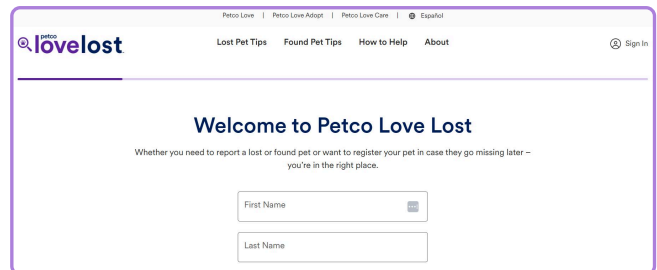 Petco Love | Petco Love Adopt | Petco Love Care | Español
petco
lovelost
Lost Pet Tips Found Pet Tips How to Help About
Sign In
Welcome to Petco Love Lost
Whether you need to report a lost or found pet or want to register your pet in case they go missing later –
you're in the right place.
First Name
Last Name